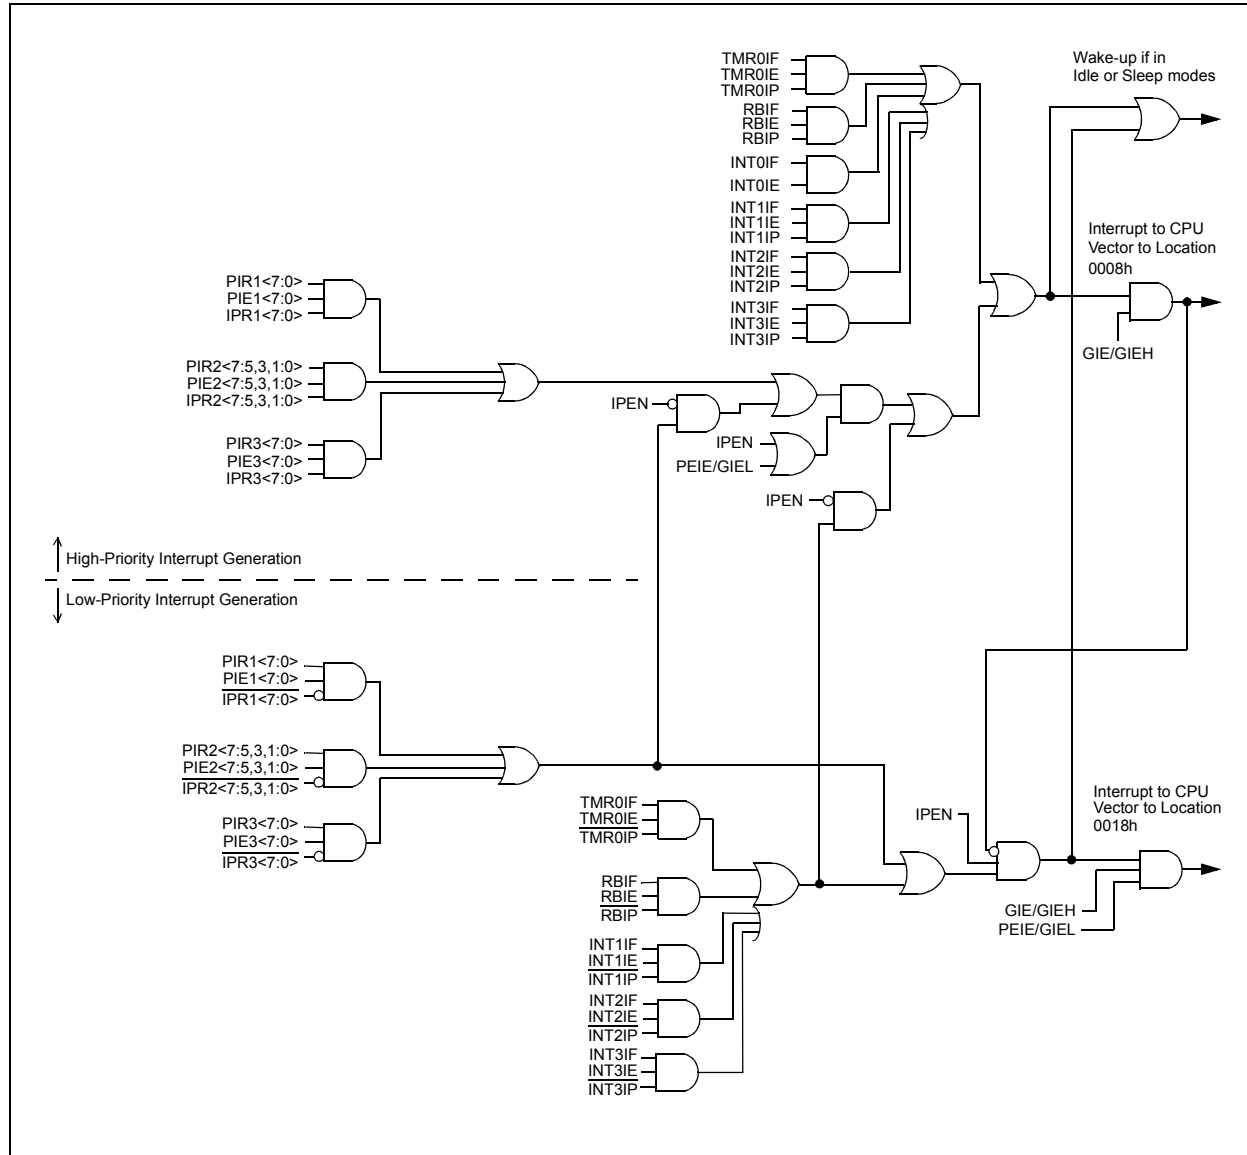 TMR0IF
TMR0IE
TMR0IP
RBIF
RBIE
RBIP
INT0IF
INT0IE
INT1IF
INT1IE
INT1IP
INT2IF
INT2IE
INT2IP
INT3IF
INT3IE
INT3IP
Wake-up if in
Idle or Sleep modes
Interrupt to CPU
Vector to Location
0008h
GIE/GIEH
PIR1<7:0>
PIE1<7:0>
IPR1<7:0>
PIR2<7:5,3,1:0>
PIE2<7:5,3,1:0>
IPR2<7:5,3,1:0>
PIR3<7:0>
PIE3<7:0>
IPR3<7:0>
IPEN
IPEN
PEIE/GIEL
IPEN
High-Priority Interrupt Generation
Low-Priority Interrupt Generation
PIR1<7:0>
PIE1<7:0>
IPR1<7:0>
PIR2<7:5,3,1:0>
PIE2<7:5,3,1:0>
IPR2<7:5,3,1:0>
PIR3<7:0>
PIE3<7:0>
IPR3<7:0>
TMR0IF
TMR0IE
TMR0IP
RBIF
RBIE
RBIP
INT1IF
INT1IE
INT1IP
INT2IF
INT2IE
INT2IP
INT3IF
INT3IE
INT3IP
IPEN
Interrupt to CPU
Vector to Location
0018h
GIE/GIEH
PEIE/GIEL